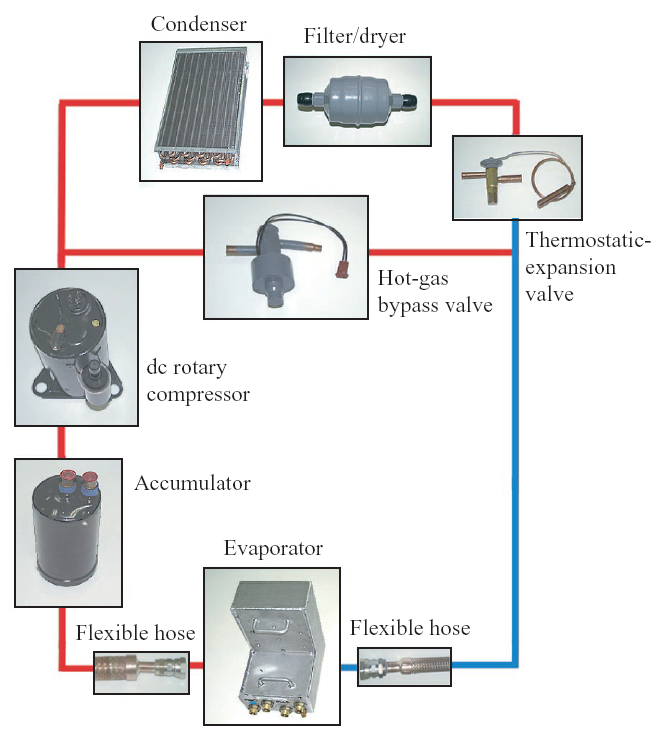 Condenser
Filter/dryer
Thermostatic-
expansion
valve
Hot-gas
bypass valve
dc rotary
compressor
Accumulator
Evaporator
Flexible hose
Flexible hose